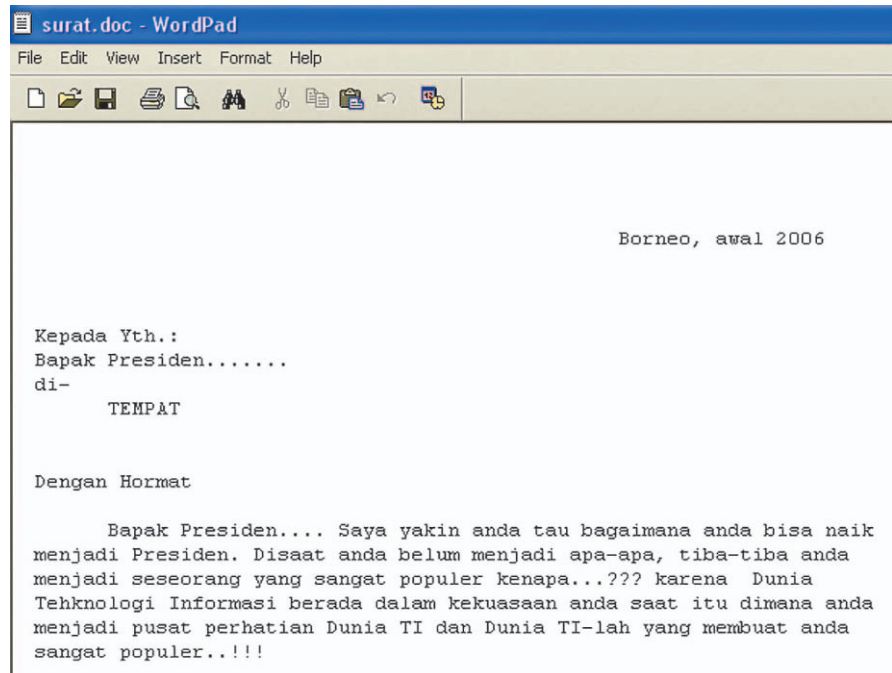 surat.doc - WordPad
File Edit View Insert Format Help
Borneo, awal 2006
Kepada Yth.:
Bapak Presiden.......
di-
TEMPAT
Dengan Hormat
Bapak Presiden.... Saya yakin anda tau bagaimana anda bisa naik
menjadi Presiden. Disaat anda belum menjadi apa-apa, tiba-tiba anda
menjadi seseorang yang sangat populer kenapa...??? karena Dunia
Tehknologi Informasi berada dalam kekuasaan anda saat itu dimana anda
menjadi pusat perhatian Dunia TI dan Dunia TI-lah yang membuat anda
sangat populer..!!!